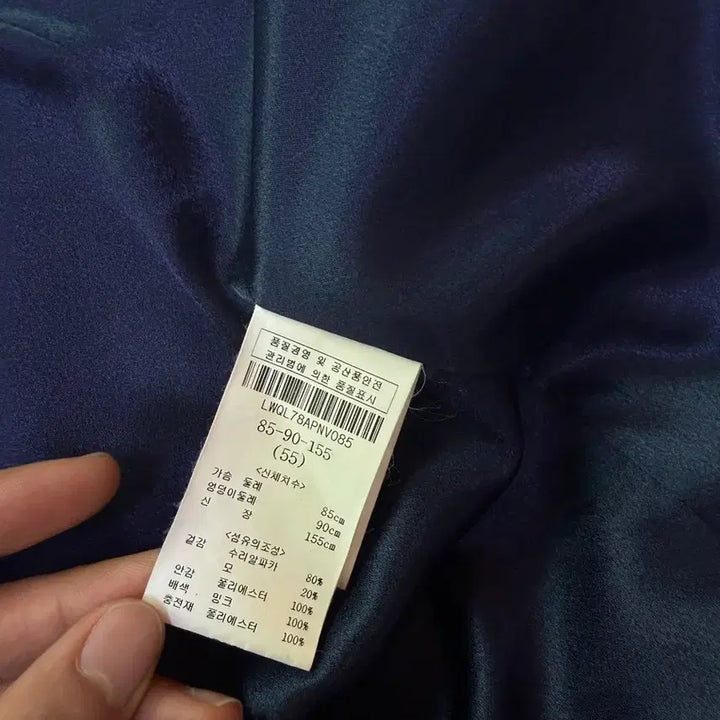 품질경영 및 공산품안전
관리법에 의한 품질표시
LWQL78APNV085
85-90-155
(55)
<신체치수>
가슴 둘레 85cm
엉덩이둘레 90cm
신 장 155cm
<섬유의조성>
겉감 수리알파카 80%
모 20%
안감 폴리에스터 100%
배색 밍크 100%
충전재 폴리에스터 100%